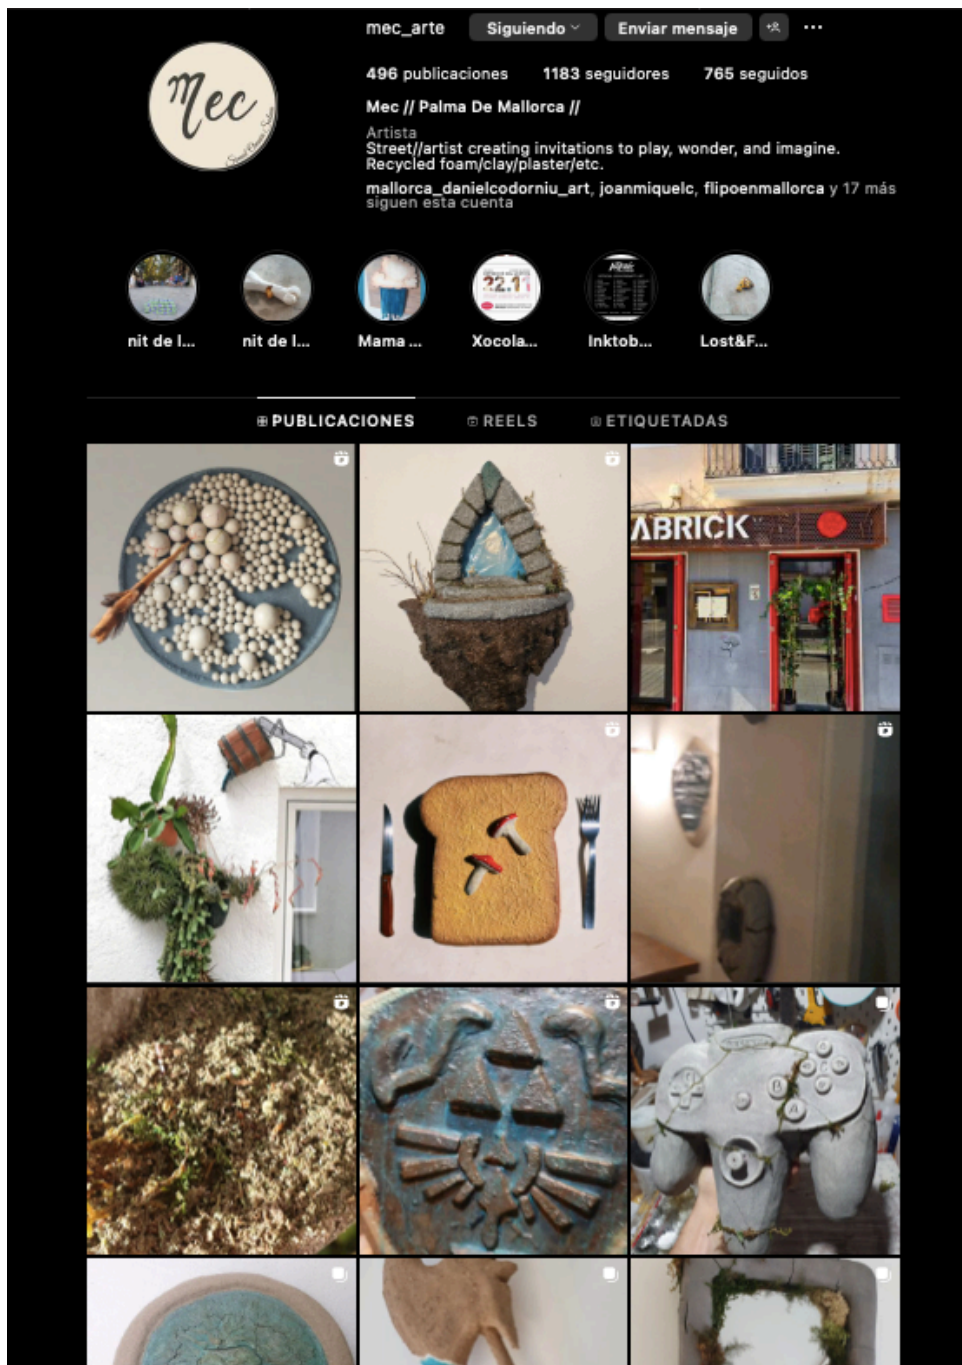 mec_arte Siguiendo Enviar mensaje
496 publicaciones 1183 seguidores 765 seguidos
Mec // Palma De Mallorca //
Artista
Street//artist creating invitations to play, wonder, and imagine.
Recycled foam/clay/plaster/etc.
mallorca_danielcodorniu_art, joanmiquelc, flipoenmallorca y 17 más
siguen esta cuenta
Mec
nit de l... nit de l... Mama ... Xocola... Inktob... Lost&F...
22.11
PUBLICACIONES REELS ETIQUETADAS
ABRICK
B
A